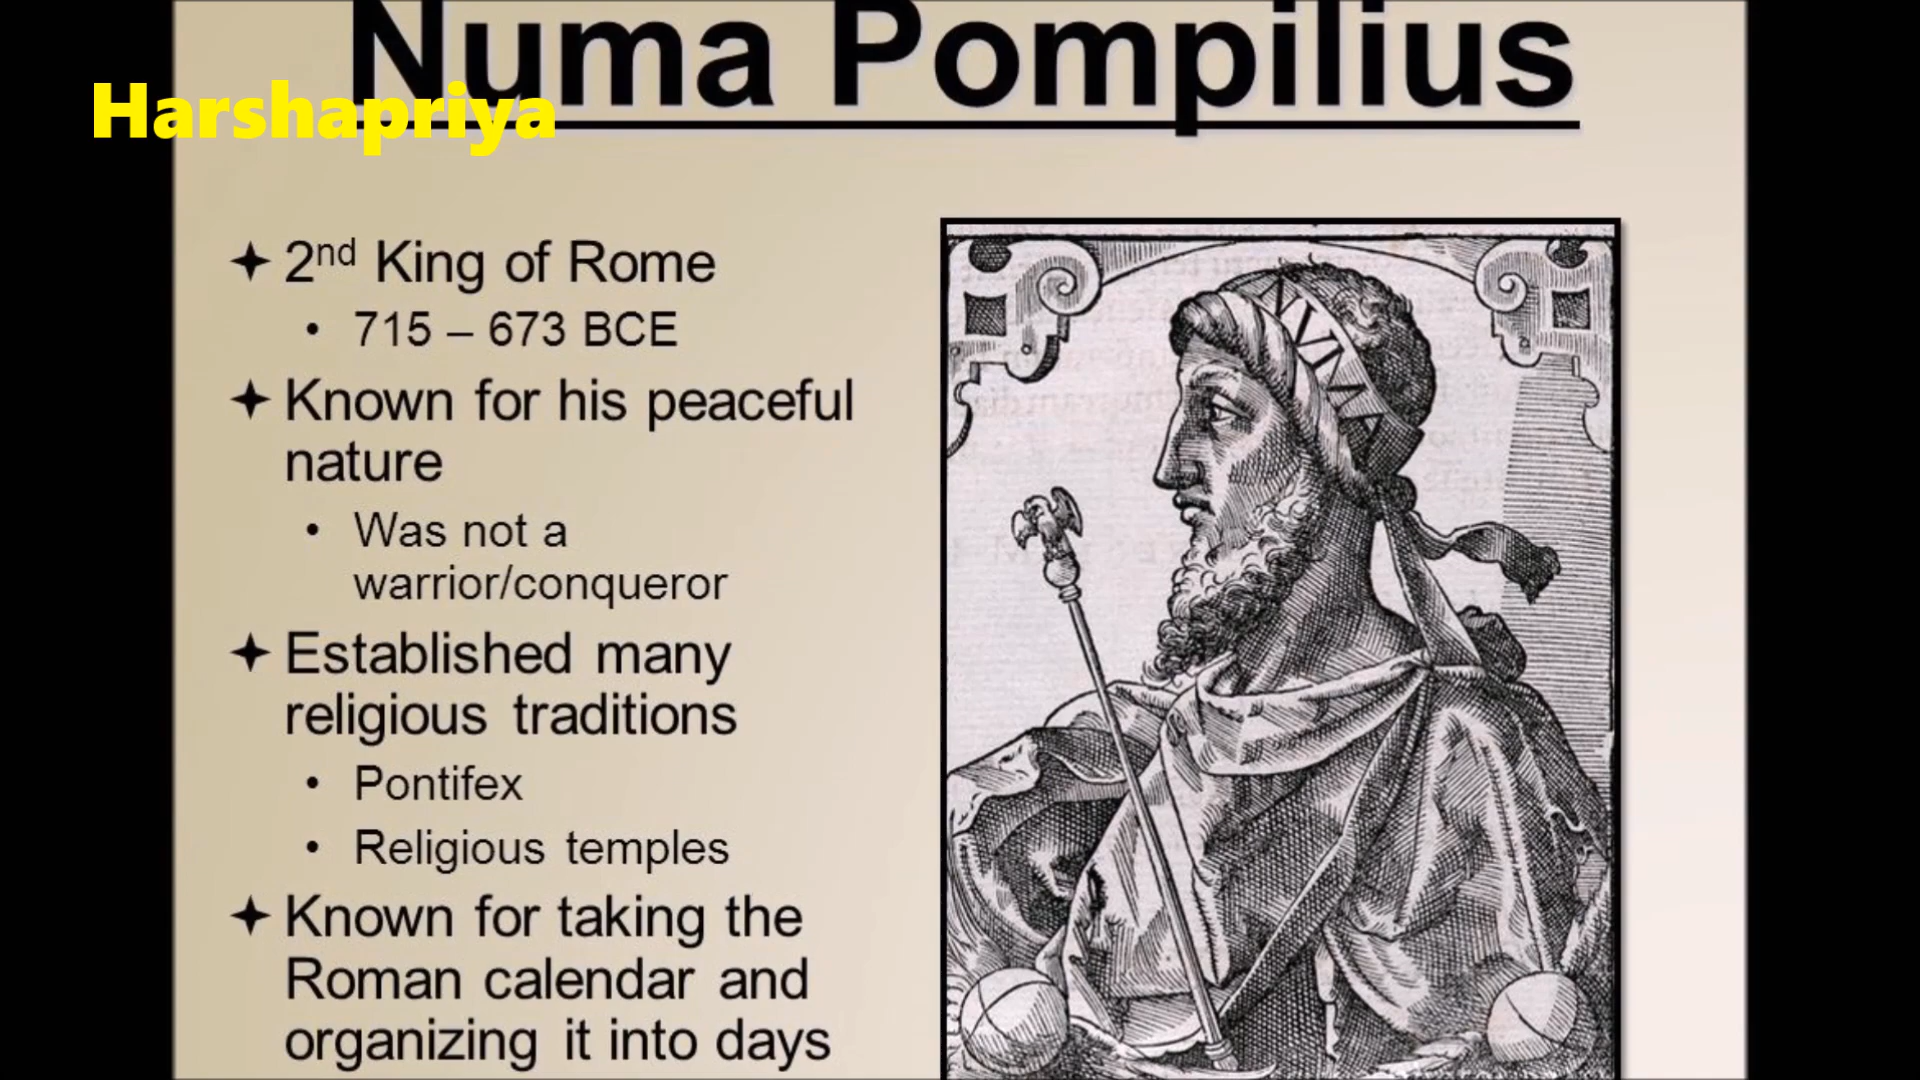 Numa Pompilius
Harshapriya
2nd King of Rome
• 715 – 673 BCE
Known for his peaceful
nature
• Was not a
warrior/conqueror
Established many
religious traditions
• Pontifex
• Religious temples
Known for taking the
Roman calendar and
organizing it into days